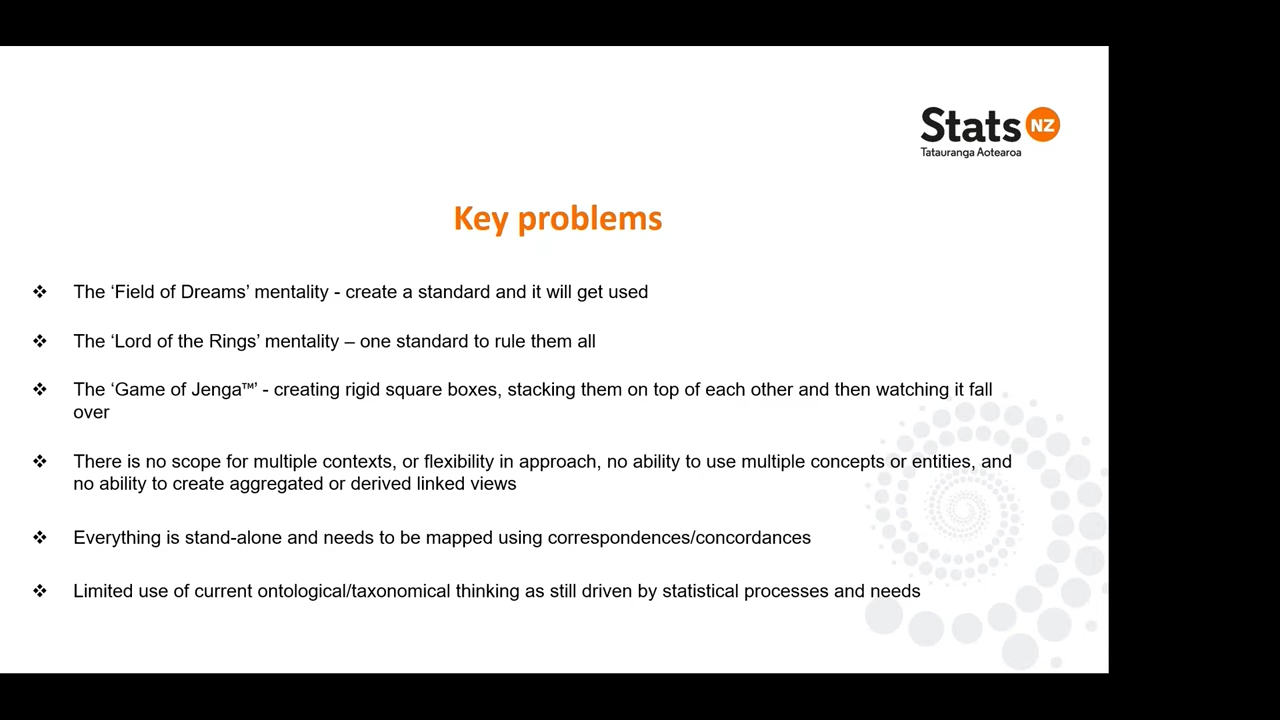 Stats NZ
Tatauranga Aotearoa
Key problems
❖ The ‘Field of Dreams’ mentality - create a standard and it will get used
❖ The ‘Lord of the Rings’ mentality – one standard to rule them all
❖ The ‘Game of Jenga™’ - creating rigid square boxes, stacking them on top of each other and then watching it fall
over
❖ There is no scope for multiple contexts, or flexibility in approach, no ability to use multiple concepts or entities, and
no ability to create aggregated or derived linked views
❖ Everything is stand-alone and needs to be mapped using correspondences/concordances
❖ Limited use of current ontological/taxonomical thinking as still driven by statistical processes and needs